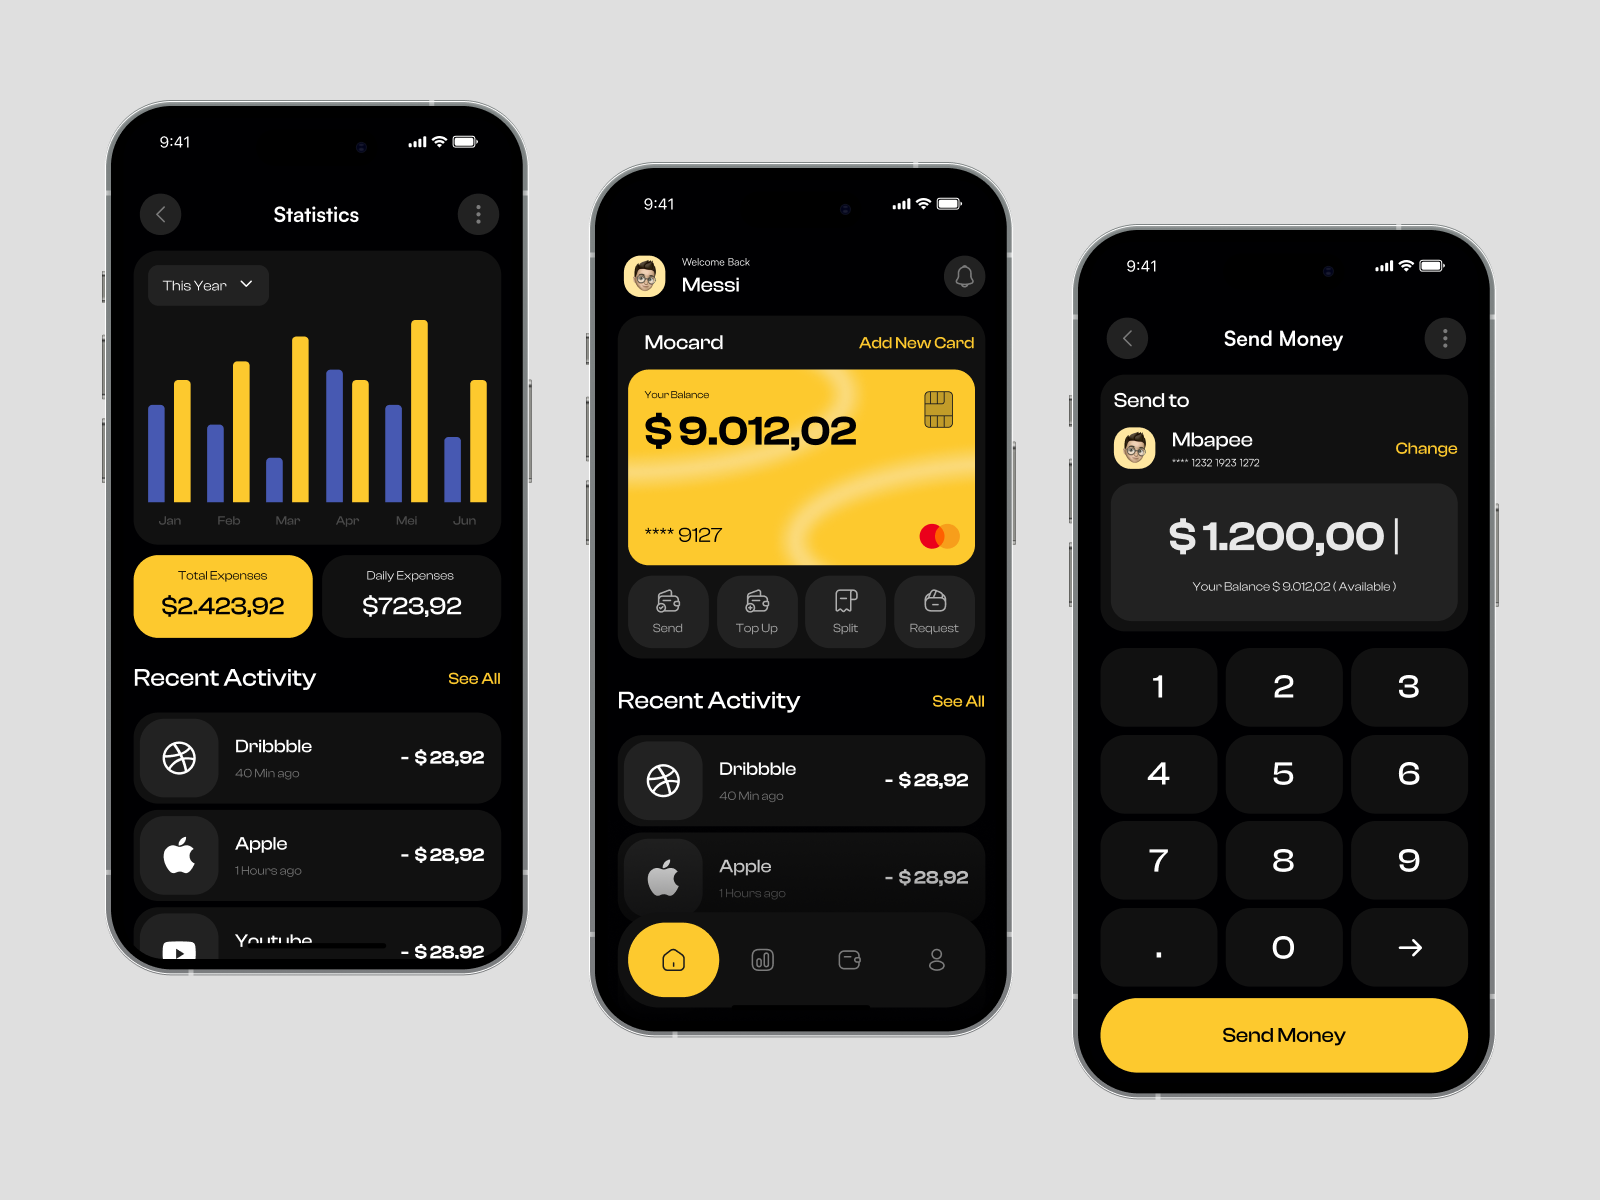 9:41
Statistics
This Year
Jan Feb Mar Apr Mei Jun
Total Expenses
$2.423,92
Daily Expenses
$723,92
Recent Activity
See All
Dribbble
40 Min ago
- $28,92
Apple
1 Hours ago
- $28,92
Youtube
- $28,92
9:41
Welcome Back
Messi
Mocard
Add New Card
Your Balance
$ 9.012,02
**** 9127
Send
Top Up
Split
Request
Recent Activity
See All
Dribbble
40 Min ago
- $28,92
Apple
1 Hours ago
- $28,92
9:41
Send Money
Send to
Mbapee
**** 1232 1923 1272
Change
$ 1.200,00
Your Balance $ 9.012,02 ( Available )
1 2 3
4 5 6
7 8 9
. 0 →
Send Money